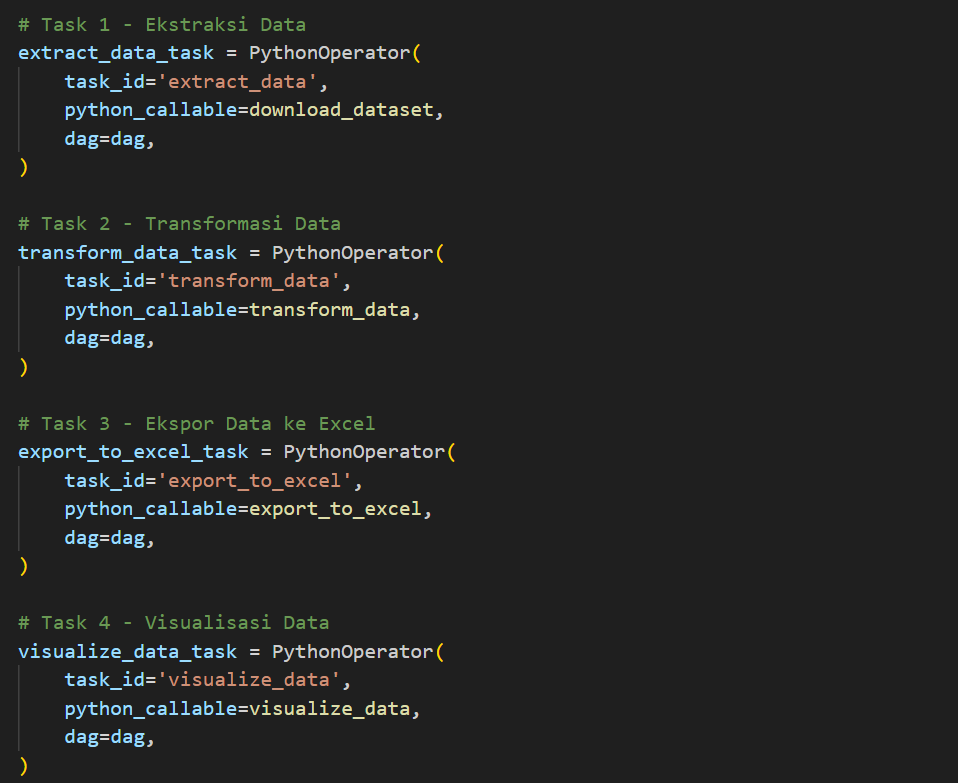 # Task 1 - Ekstraksi Data
extract_data_task = PythonOperator(
    task_id='extract_data',
    python_callable=download_dataset,
    dag=dag,
)

# Task 2 - Transformasi Data
transform_data_task = PythonOperator(
    task_id='transform_data',
    python_callable=transform_data,
    dag=dag,
)

# Task 3 - Ekspor Data ke Excel
export_to_excel_task = PythonOperator(
    task_id='export_to_excel',
    python_callable=export_to_excel,
    dag=dag,
)

# Task 4 - Visualisasi Data
visualize_data_task = PythonOperator(
    task_id='visualize_data',
    python_callable=visualize_data,
    dag=dag,
)